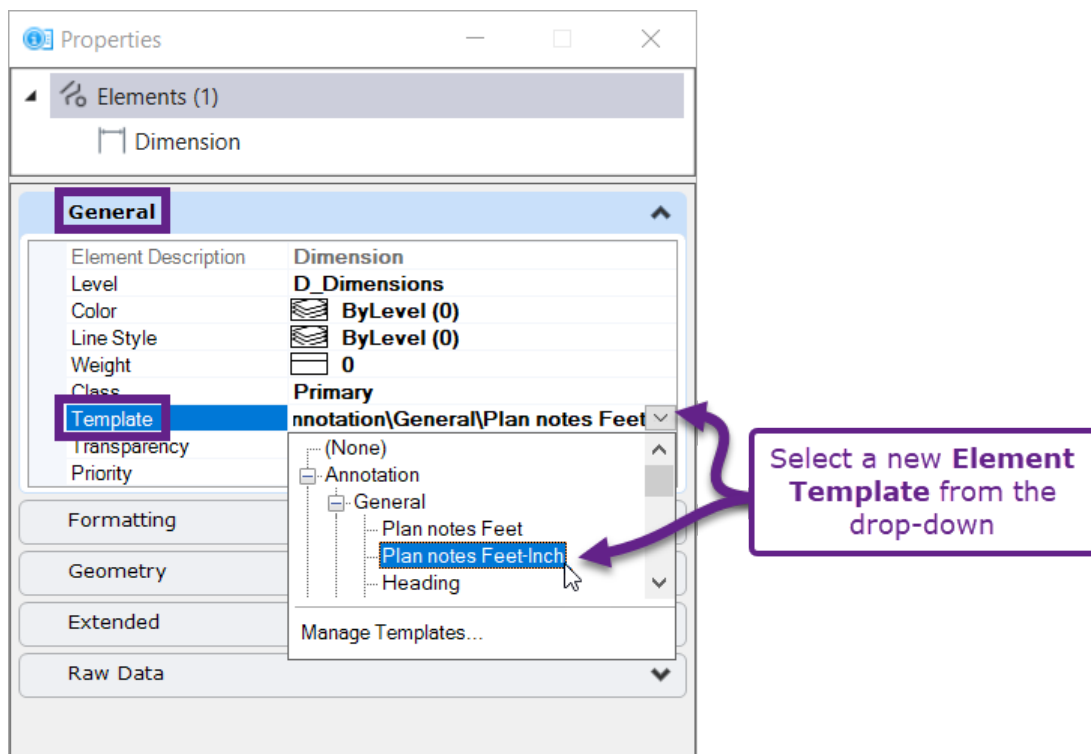 Properties
Elements (1)
Dimension
General
Element Description Dimension
Level D_Dimensions
Color ByLevel (0)
Line Style ByLevel (0)
Weight 0
Class Primary
Template nnotation\General\Plan notes Feet
Transparency
(None)
Priority
Annotation
General
Plan notes Feet
Plan notes Feet-Inch
Heading
Manage Templates...
Formatting
Geometry
Extended
Raw Data
Select a new Element
Template from the
drop-down